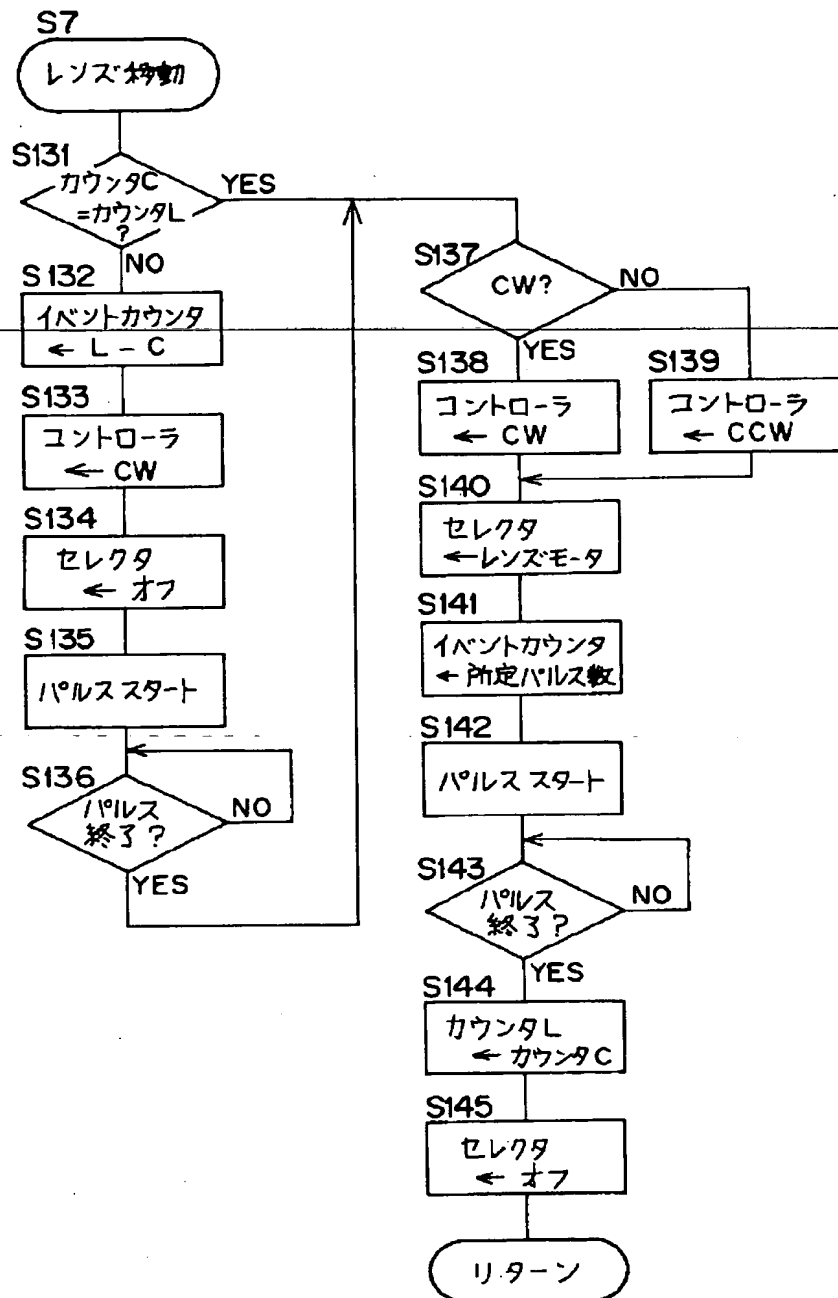 S7
レンズ移動
S131
カウンタC
=カウンタL
?
YES
NO
S132
イベントカウンタ
← L - C
S133
コントローラ
← CW
S134
セレクタ
← オフ
S135
パルス スタート
S136
パルス
終了?
NO
YES
S137
CW?
NO
YES
S138
コントローラ
← CW
S139
コントローラ
← CCW
S140
セレクタ
←レンズモータ
S141
イベントカウンタ
← 所定パルス数
S142
パルス スタート
S143
パルス
終了?
NO
YES
S144
カウンタL
← カウンタC
S145
セレクタ
← オフ
リターン